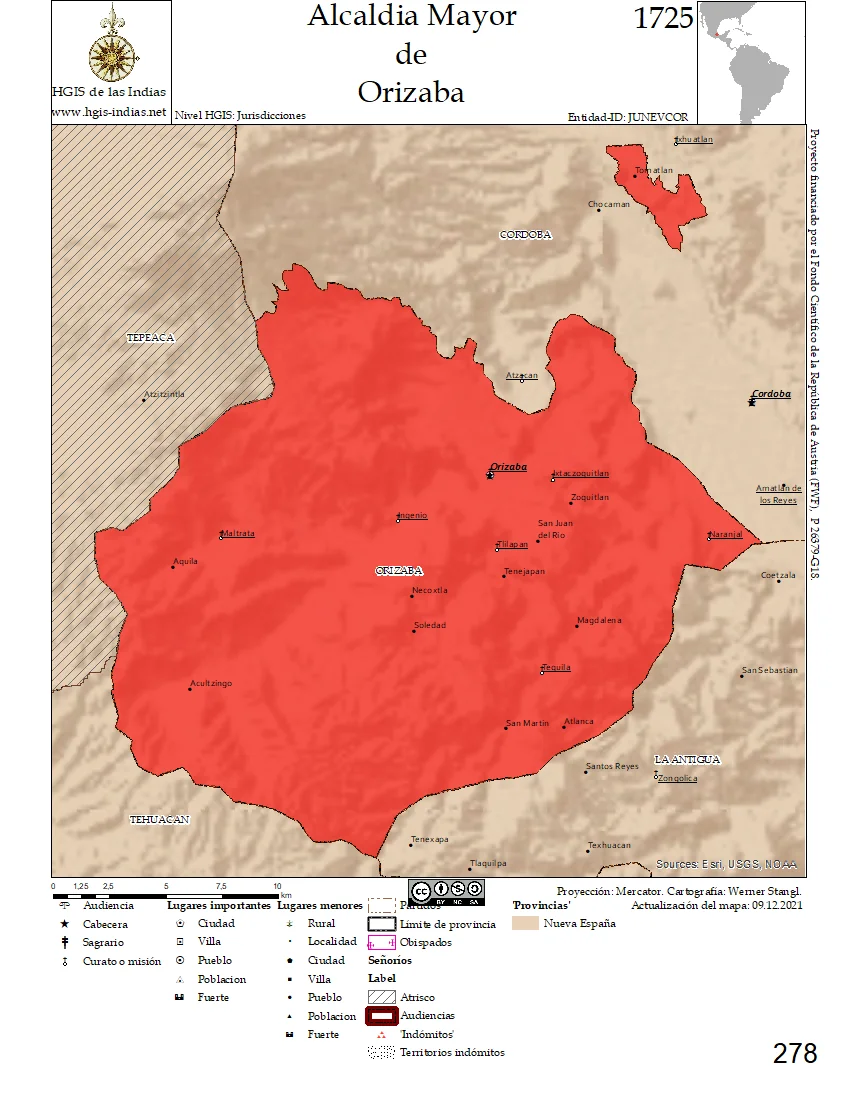 Alcaldia Mayor
de
Orizaba
1725
HGIS de las Indias
www.hgis-indias.net
Nivel HGIS: Jurisdicciones
Entidad-ID: JUNEVCOR
Proyecto financiado por el Fondo Científico de la República de Austria (FWF), P 26379-G18.
Ixhuatlan
Tomatlan
Chocaman
CORDOBA
TEPEACA
Atzitzintla
Atzacan
Cordoba
Orizaba
Ixtaczoquitlan
Amatlan de
los Reyes
Zoquitlan
Ingenio
San Juan
del Rio
Maltrata
Naranjal
Tlilapan
Aquila
ORIZABA
Tenejapan
Coetzala
Necoxtla
Soledad
Magdalena
Tequila
San Sebastian
Acultzingo
San Martin
Atlanca
LA ANTIGUA
Santos Reyes
Zongolica
TEHUACAN
Tenexapa
Texhuacan
Tlaquilpa
Sources: Esri, USGS, NOAA
0 1,25 2,5 5 7,5 10
km
CC BY NC SA
Proyección: Mercator. Cartografía: Werner Stangl.
Actualización del mapa: 09.12.2021
Audiencia
Cabecera
Sagrario
Curato o misión
Lugares importantes
Ciudad
Villa
Pueblo
Poblacion
Fuerte
Lugares menores
Rural
Localidad
Ciudad
Villa
Pueblo
Poblacion
Fuerte
Límite de provincia
Obispados
Señoríos
Label
Atrisco
Audiencias
'Indómitos'
Territorios indómitos
'Provincias'
Nueva España
278